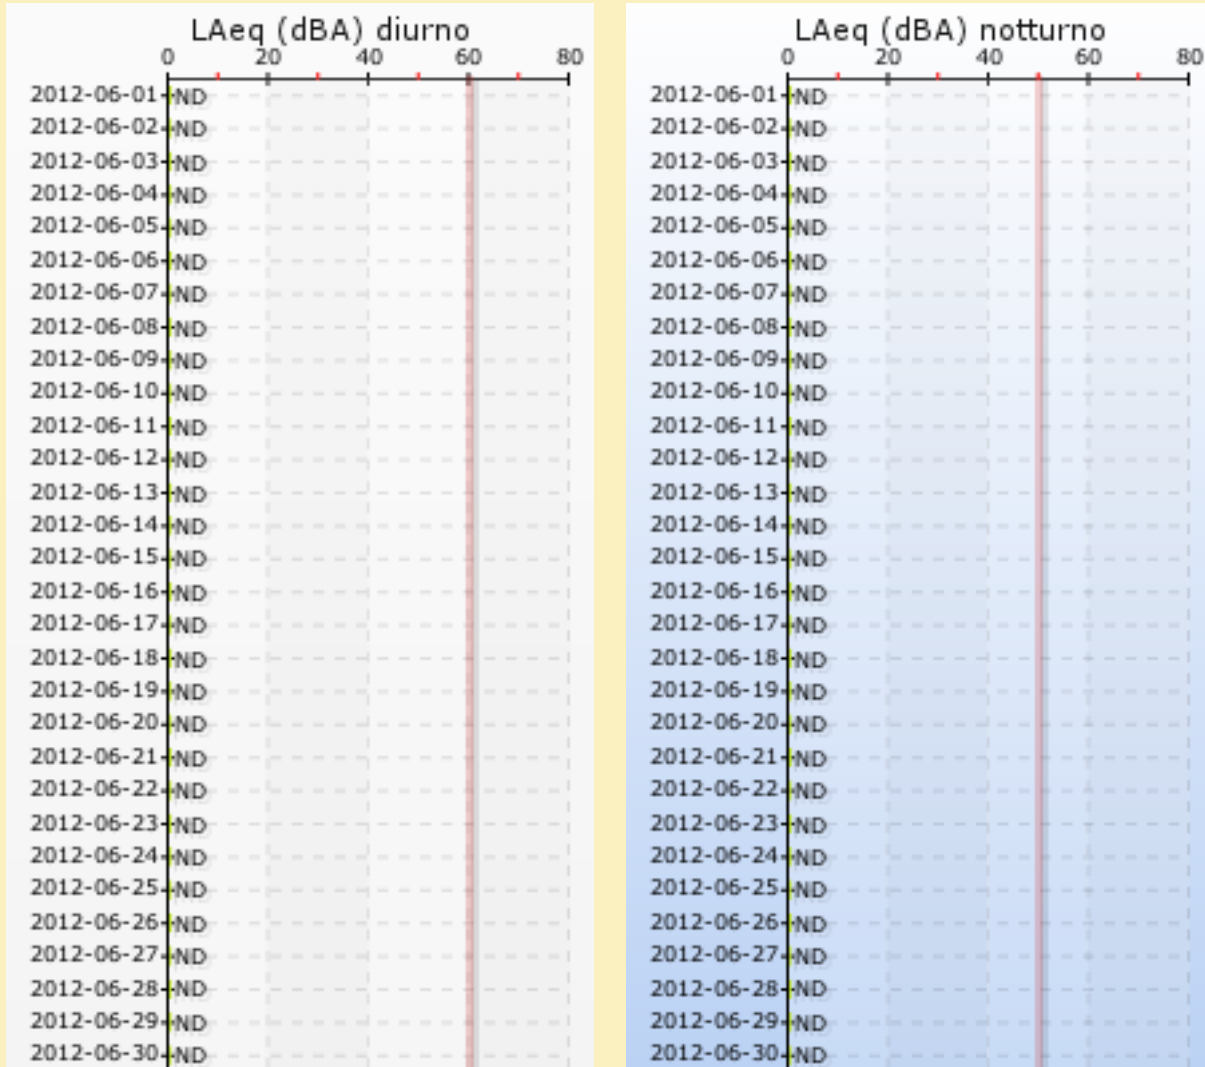 LAeq (dBA) diurno
0 20 40 60 80
2012-06-01 ND
2012-06-02 ND
2012-06-03 ND
2012-06-04 ND
2012-06-05 ND
2012-06-06 ND
2012-06-07 ND
2012-06-08 ND
2012-06-09 ND
2012-06-10 ND
2012-06-11 ND
2012-06-12 ND
2012-06-13 ND
2012-06-14 ND
2012-06-15 ND
2012-06-16 ND
2012-06-17 ND
2012-06-18 ND
2012-06-19 ND
2012-06-20 ND
2012-06-21 ND
2012-06-22 ND
2012-06-23 ND
2012-06-24 ND
2012-06-25 ND
2012-06-26 ND
2012-06-27 ND
2012-06-28 ND
2012-06-29 ND
2012-06-30 ND
LAeq (dBA) notturno
0 20 40 60 80
2012-06-01 ND
2012-06-02 ND
2012-06-03 ND
2012-06-04 ND
2012-06-05 ND
2012-06-06 ND
2012-06-07 ND
2012-06-08 ND
2012-06-09 ND
2012-06-10 ND
2012-06-11 ND
2012-06-12 ND
2012-06-13 ND
2012-06-14 ND
2012-06-15 ND
2012-06-16 ND
2012-06-17 ND
2012-06-18 ND
2012-06-19 ND
2012-06-20 ND
2012-06-21 ND
2012-06-22 ND
2012-06-23 ND
2012-06-24 ND
2012-06-25 ND
2012-06-26 ND
2012-06-27 ND
2012-06-28 ND
2012-06-29 ND
2012-06-30 ND